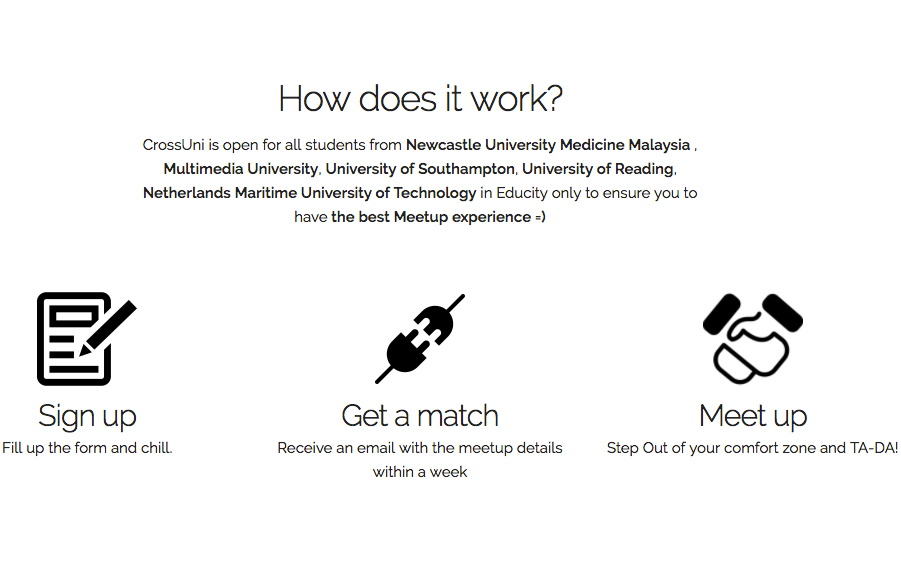 How does it work?
CrossUni is open for all students from Newcastle University Medicine Malaysia ,
Multimedia University, University of Southampton, University of Reading,
Netherlands Maritime University of Technology in Educity only to ensure you to
have the best Meetup experience =)
Sign up
Fill up the form and chill.
Get a match
Receive an email with the meetup details
within a week
Meet up
Step Out of your comfort zone and TA-DA!